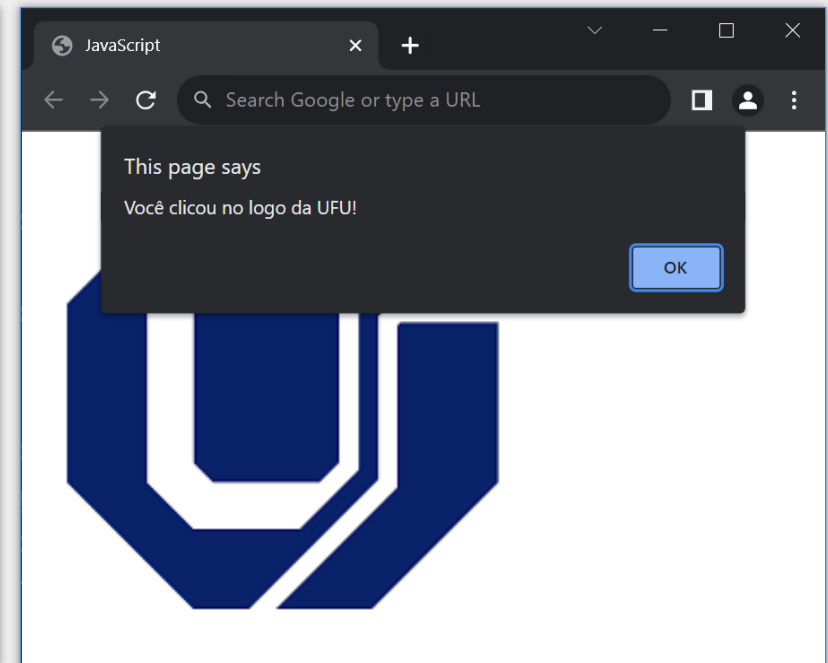 JavaScript
Search Google or type a URL
This page says
Você clicou no logo da UFU!
OK